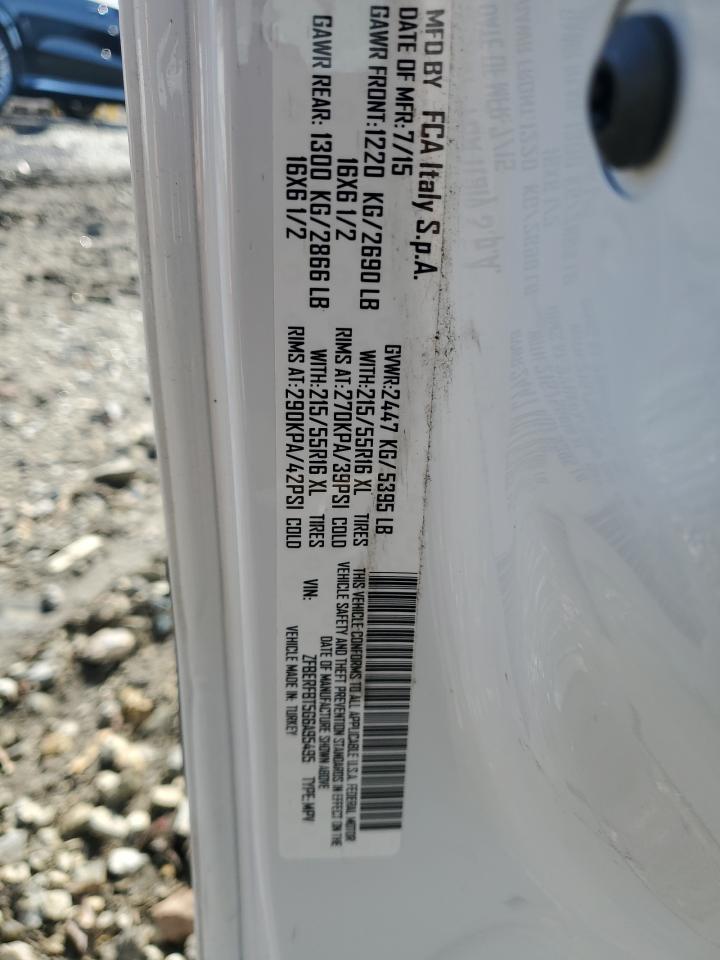 MFD BY FCA Italy S.p.A.
DATE OF MFR:7/15 GVWR:2447 KG/5395 LB
GAWR FRONT:1220 KG/2690 LB WITH:215/55R16 XL TIRES
16X6 1/2 RIMS AT:270KPA/39PSI COLD
GAWR REAR: 1300 KG/2866 LB WITH:215/55R16 XL TIRES
16X6 1/2 RIMS AT:290KPA/42PSI COLD
THIS VEHICLE CONFORMS TO ALL APPLICABLE U.S.A. FEDERAL MOTOR
VEHICLE SAFETY AND THEFT PREVENTION STANDARDS IN EFFECT ON THE
DATE OF MANUFACTURE SHOWN ABOVE
VIN: ZFBERFBT5G6A95495 TYPE:MPV
VEHICLE MADE IN: TURKEY